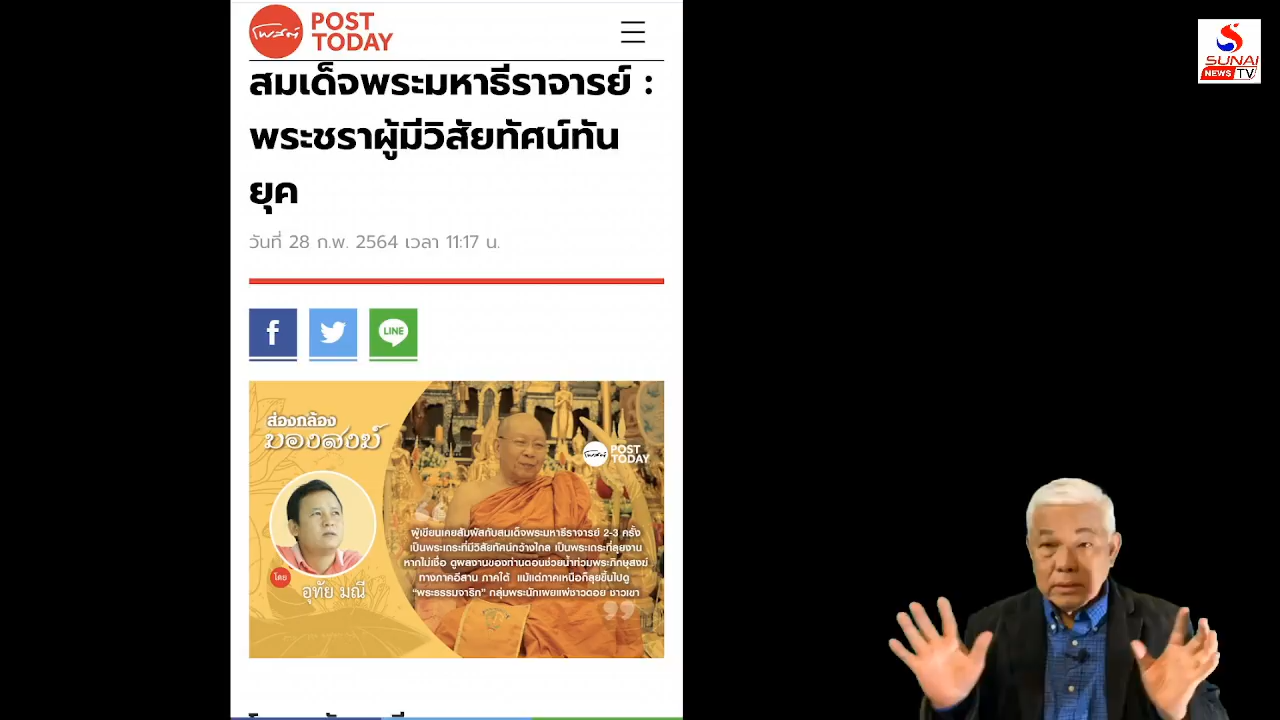 โพสต์
POST
TODAY
SUNAI
NEWS TV
สมเด็จพระมหาธีราจารย์ :
พระชราผู้มีวิสัยทัศน์ทัน
ยุค
วันที่ 28 ก.พ. 2564 เวลา 11:17 น.
f
LINE
ส่องกล้อง
มองสงฆ์
โพสต์ POST
TODAY
ผู้เขียนเคยสัมผัสกับสมเด็จพระมหาธีราจารย์ 2-3 ครั้ง
เป็นพระเถระที่มีวิสัยทัศน์กว้างไกล เป็นพระเถระที่ลุยงาน
หากไม่เชื่อ ดูผลงานของท่านตอนช่วยน้ำท่วมพระภิกษุสงฆ์
ทางภาคอีสาน ภาคใต้ แม้แต่ภาคเหนือก็ลุยขึ้นไปดู
“พระธรรมจาริก” กลุ่มพระนักเผยแผ่ชาวดอย ชาวเขา
โดย
อุทัย มณี